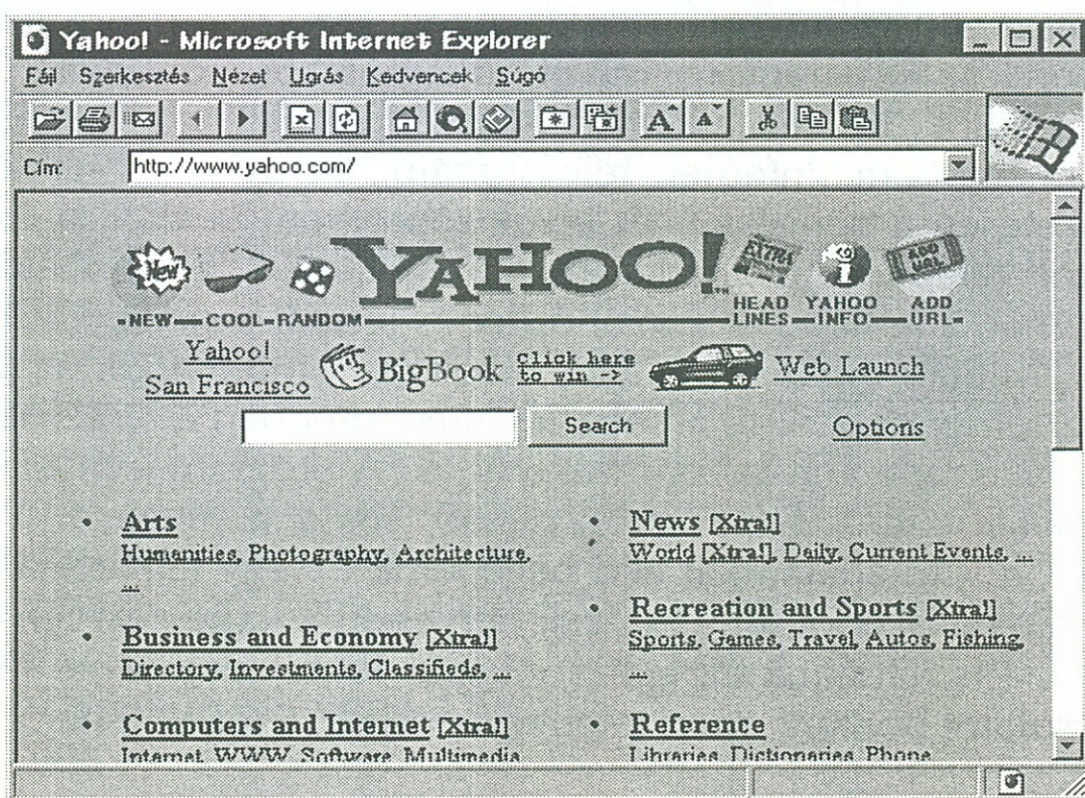 Yahoo! - Microsoft Internet Explorer
Fájl Szerkesztés Nézet Ugrás Kedvencek Súgó
Cím: http://www.yahoo.com/
New YAHOO!™ EXTRA i ADD URL
NEW COOL RANDOM HEAD LINES YAHOO INFO ADD URL
Yahoo! San Francisco BigBook Click here to win -> Web Launch
Search Options
• Arts
Humanities, Photography, Architecture,
...
• Business and Economy [Xtra!]
Directory, Investments, Classifieds, ...
• Computers and Internet [Xtra!]
Internet, WWW, Software, Multimedia
• News [Xtra!]
World [Xtra!], Daily, Current Events, ...
• Recreation and Sports [Xtra!]
Sports, Games, Travel, Autos, Fishing,
...
• Reference
Libraries, Dictionaries, Phone